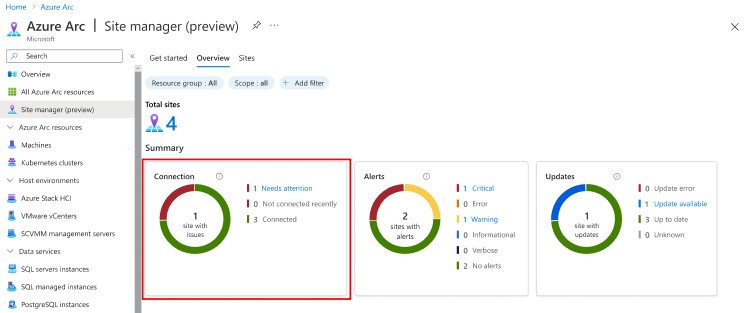 Home > Azure Arc >
Azure Arc | Site manager (preview) ...
Microsoft
Search «
Overview
All Azure Arc resources
Site manager (preview)
Azure Arc resources
Machines
Kubernetes clusters
Host environments
Azure Stack HCI
VMware vCenters
SCVMM management servers
Data services
SQL servers instances
SQL managed instances
PostgreSQL instances
Get started Overview Sites
Resource group : All Scope : all + Add filter
Total sites
4
Summary
Connection
1
site with
issues
1 Needs attention
0 Not connected recently
3 Connected
Alerts
2
sites with
alerts
1 Critical
0 Error
1 Warning
0 Informational
0 Verbose
2 No alerts
Updates
1
site with
updates
0 Update error
1 Update available
3 Up to date
0 Unknown